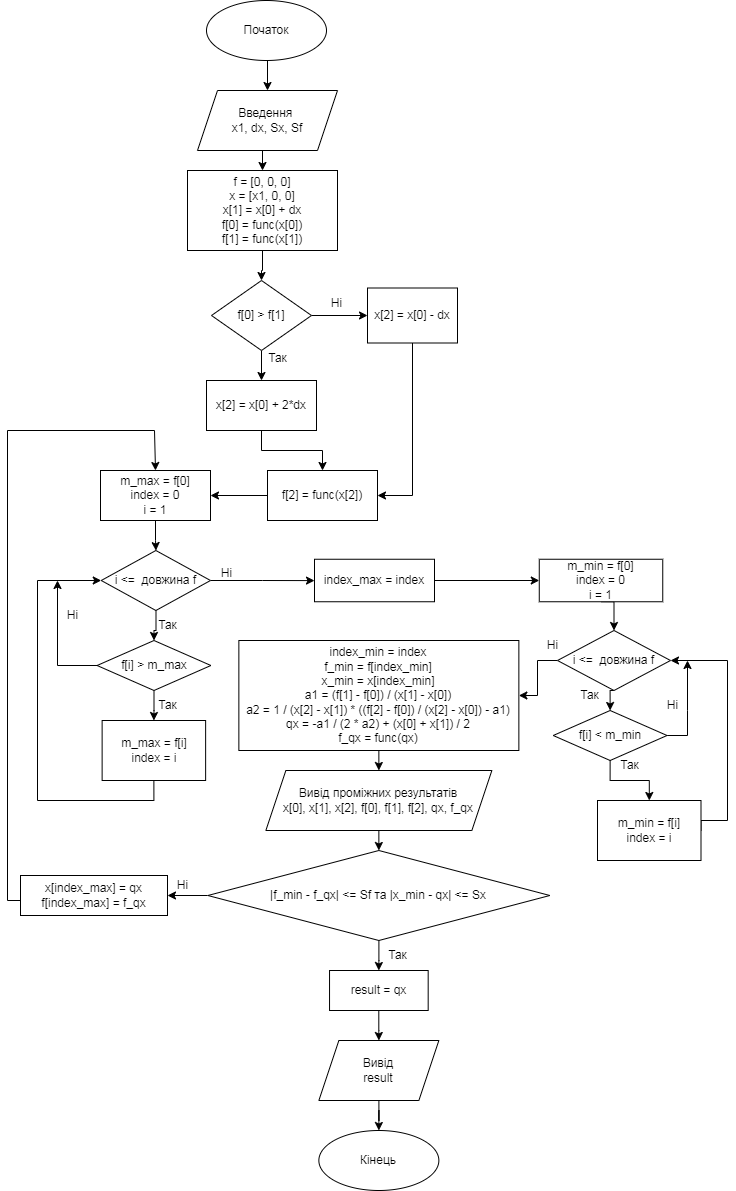 Початок
Введення
x1, dx, Sx, Sf
f = [0, 0, 0]
x = [x1, 0, 0]
x[1] = x[0] + dx
f[0] = func(x[0])
f[1] = func(x[1])
f[0] > f[1]
Ні
x[2] = x[0] - dx
Так
x[2] = x[0] + 2*dx
f[2] = func(x[2])
m_max = f[0]
index = 0
i = 1
i <= довжина f
Ні
index_max = index
m_min = f[0]
index = 0
i = 1
Так
Ні
f[i] > m_max
Так
m_max = f[i]
index = i
i <= довжина f
Ні
Так
Ні
f[i] < m_min
Так
m_min = f[i]
index = i
index_min = index
f_min = f[index_min]
x_min = x[index_min]
a1 = (f[1] - f[0]) / (x[1] - x[0])
a2 = 1 / (x[2] - x[1]) * ((f[2] - f[0]) / (x[2] - x[0]) - a1)
qx = -a1 / (2 * a2) + (x[0] + x[1]) / 2
f_qx = func(qx)
Вивід проміжних результатів
x[0], x[1], x[2], f[0], f[1], f[2], qx, f_qx
|f_min - f_qx| <= Sf та |x_min - qx| <= Sx
Ні
x[index_max] = qx
f[index_max] = f_qx
Так
result = qx
Вивід
result
Кінець